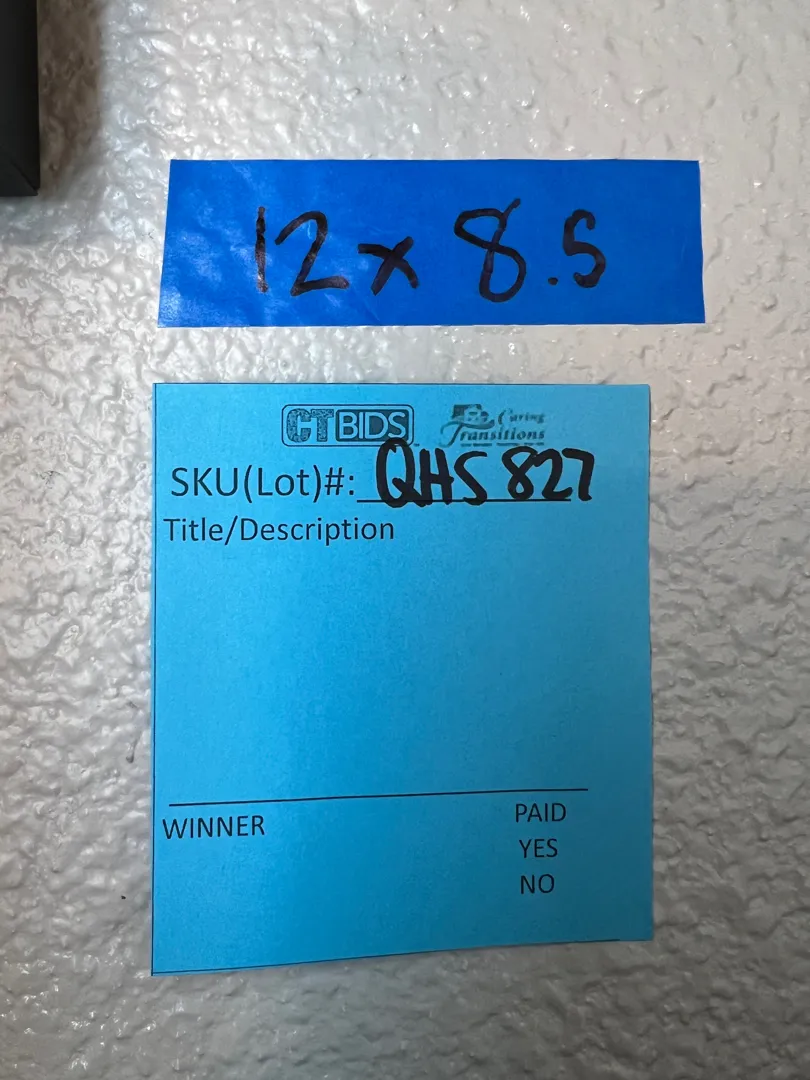 12 x 8.5
CT BIDS Caring Transitions
SKU(Lot)#: QHS 827
Title/Description
WINNER PAID
YES
NO